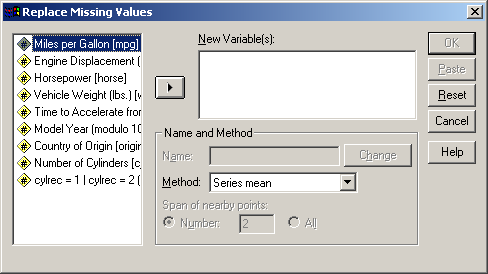 Replace Missing Values
Miles per Gallon [mpg]
Engine Displacement (
Horsepower [horse]
Vehicle Weight (lbs.) [w
Time to Accelerate from
Model Year (modulo 10
Country of Origin [origin
Number of Cylinders [c
cylrec = 1 | cylrec = 2 (
New Variable(s):
Name and Method
Name:
Change
Method:
Series mean
Span of nearby points:
Number:
2
All
OK
Paste
Reset
Cancel
Help